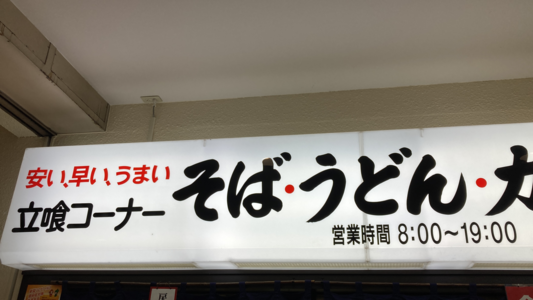 安い、早い、うまい
立喰コーナー
そば・うどん・カ
営業時間 8:00～19:00